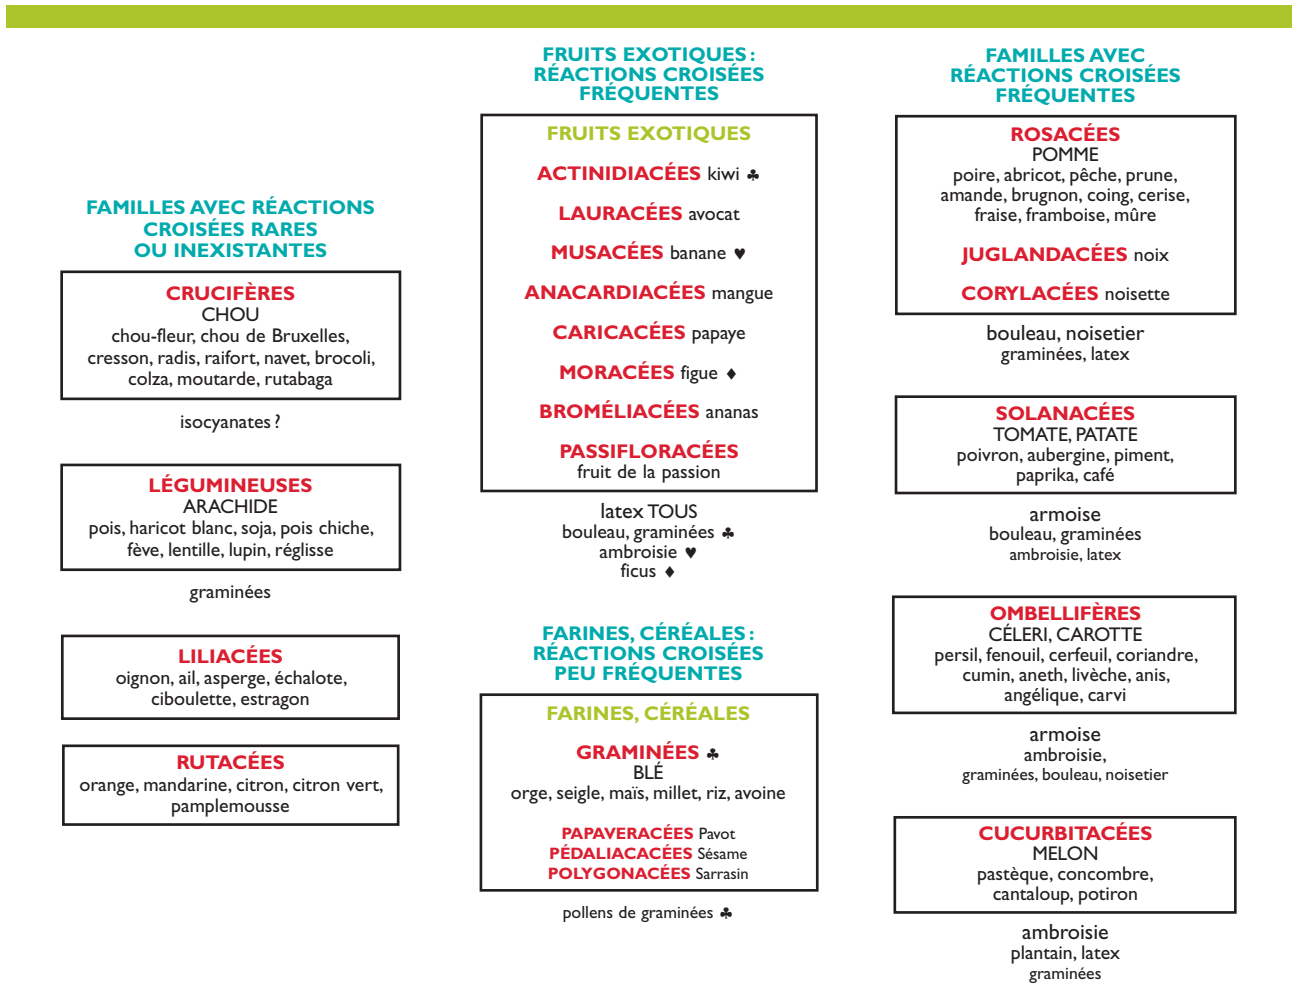 FAMILLES AVEC RÉACTIONS
CROISÉES RARES
OU INEXISTANTES
CRUCIFÈRES
CHOU
chou-fleur, chou de Bruxelles,
cresson, radis, raifort, navet, brocoli,
colza, moutarde, rutabaga
isocyanates ?
LÉGUMINEUSES
ARACHIDE
pois, haricot blanc, soja, pois chiche,
fève, lentille, lupin, réglisse
graminées
LILIACÉES
oignon, ail, asperge, échalote,
ciboulette, estragon
RUTACÉES
orange, mandarine, citron, citron vert,
pamplemousse
FRUITS EXOTIQUES :
RÉACTIONS CROISÉES
FRÉQUENTES
FRUITS EXOTIQUES
ACTINIDIACÉES kiwi ♣
LAURACÉES avocat
MUSACÉES banane ♥
ANACARDIACÉES mangue
CARICACÉES papaye
MORACÉES figue ♦
BROMÉLIACÉES ananas
PASSIFLORACÉES
fruit de la passion
latex TOUS
bouleau, graminées ♣
ambroisie ♥
ficus ♦
FARINES, CÉRÉALES :
RÉACTIONS CROISÉES
PEU FRÉQUENTES
FARINES, CÉRÉALES
GRAMINÉES ♣
BLÉ
orge, seigle, maïs, millet, riz, avoine
PAPAVERACÉES Pavot
PÉDALIACACÉES Sésame
POLYGONACÉES Sarrasin
pollens de graminées ♣
FAMILLES AVEC
RÉACTIONS CROISÉES
FRÉQUENTES
ROSACÉES
POMME
poire, abricot, pêche, prune,
amande, brugnon, coing, cerise,
fraise, framboise, mûre
JUGLANDACÉES noix
CORYLACÉES noisette
bouleau, noisetier
graminées, latex
SOLANACÉES
TOMATE, PATATE
poivron, aubergine, piment,
paprika, café
armoise
bouleau, graminées
ambroisie, latex
OMBELLIFÈRES
CÉLERI, CAROTTE
persil, fenouil, cerfeuil, coriandre,
cumin, aneth, livèche, anis,
angélique, carvi
armoise
ambroisie,
graminées, bouleau, noisetier
CUCURBITACÉES
MELON
pastèque, concombre,
cantaloup, potiron
ambroisie
plantain, latex
graminées